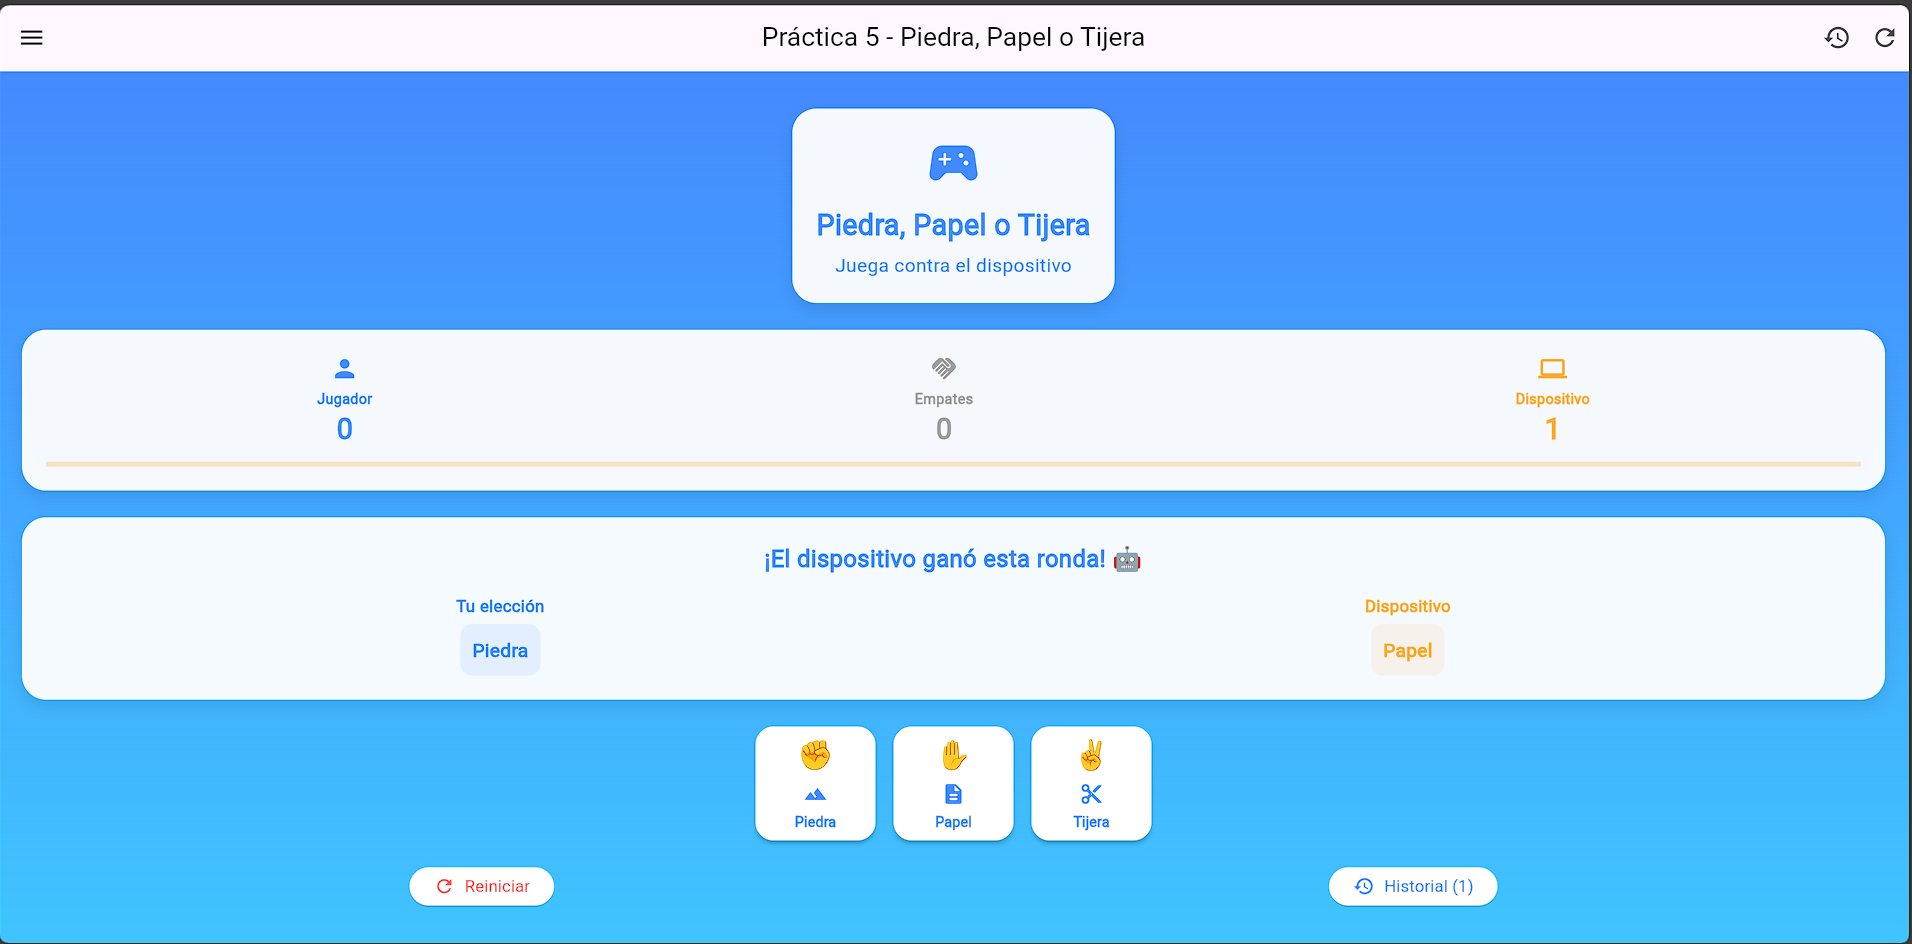 Práctica 5 - Piedra, Papel o Tijera
Piedra, Papel o Tijera
Juega contra el dispositivo
Jugador
0
Empates
0
Dispositivo
1
¡El dispositivo ganó esta ronda! 🤖
Tu elección
Piedra
Dispositivo
Papel
Piedra
Papel
Tijera
Reiniciar
Historial (1)